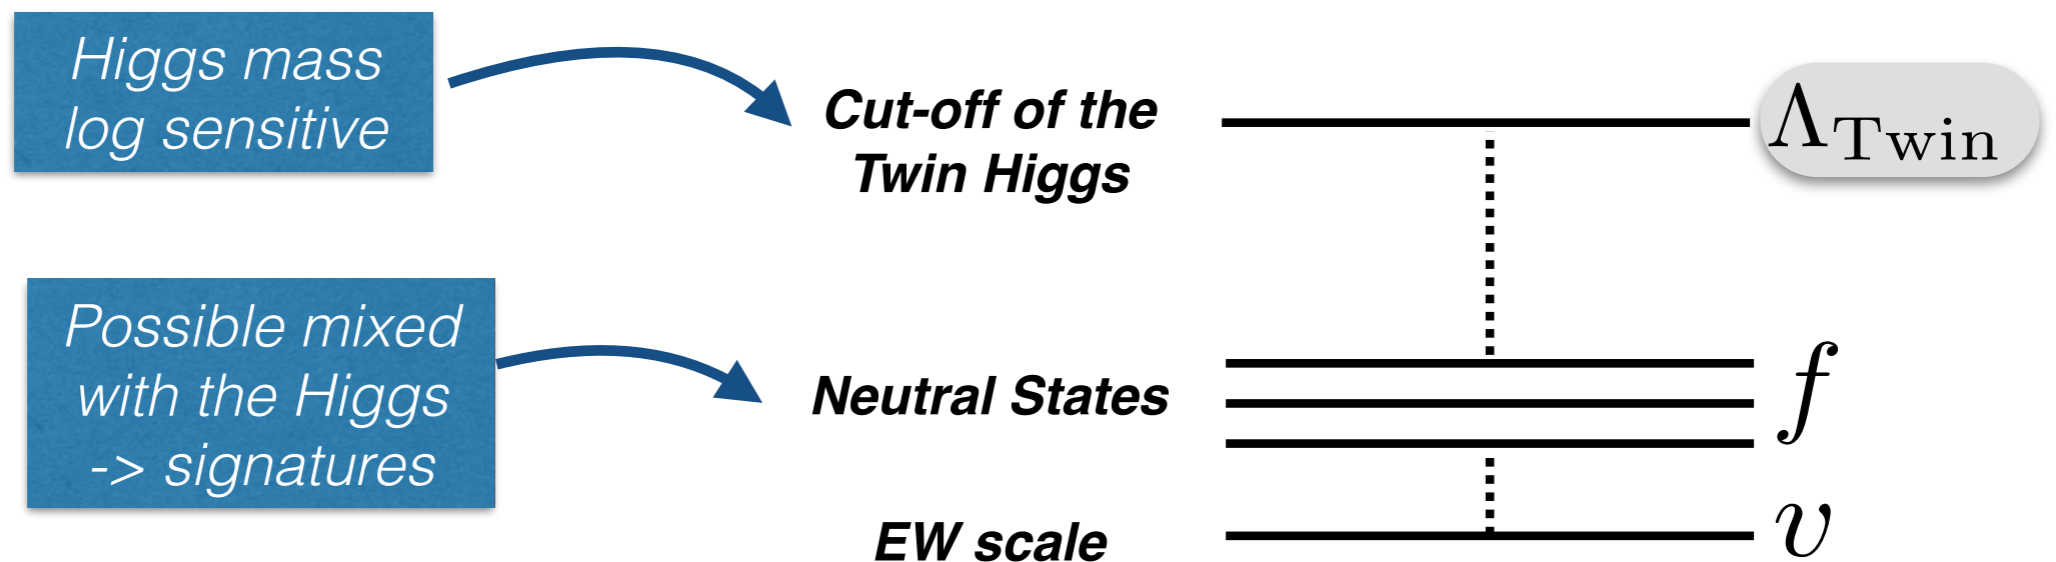 Higgs mass
log sensitive
Cut-off of the
Twin Higgs
Λ_Twin
Possible mixed
with the Higgs
-> signatures
Neutral States
f
EW scale
v